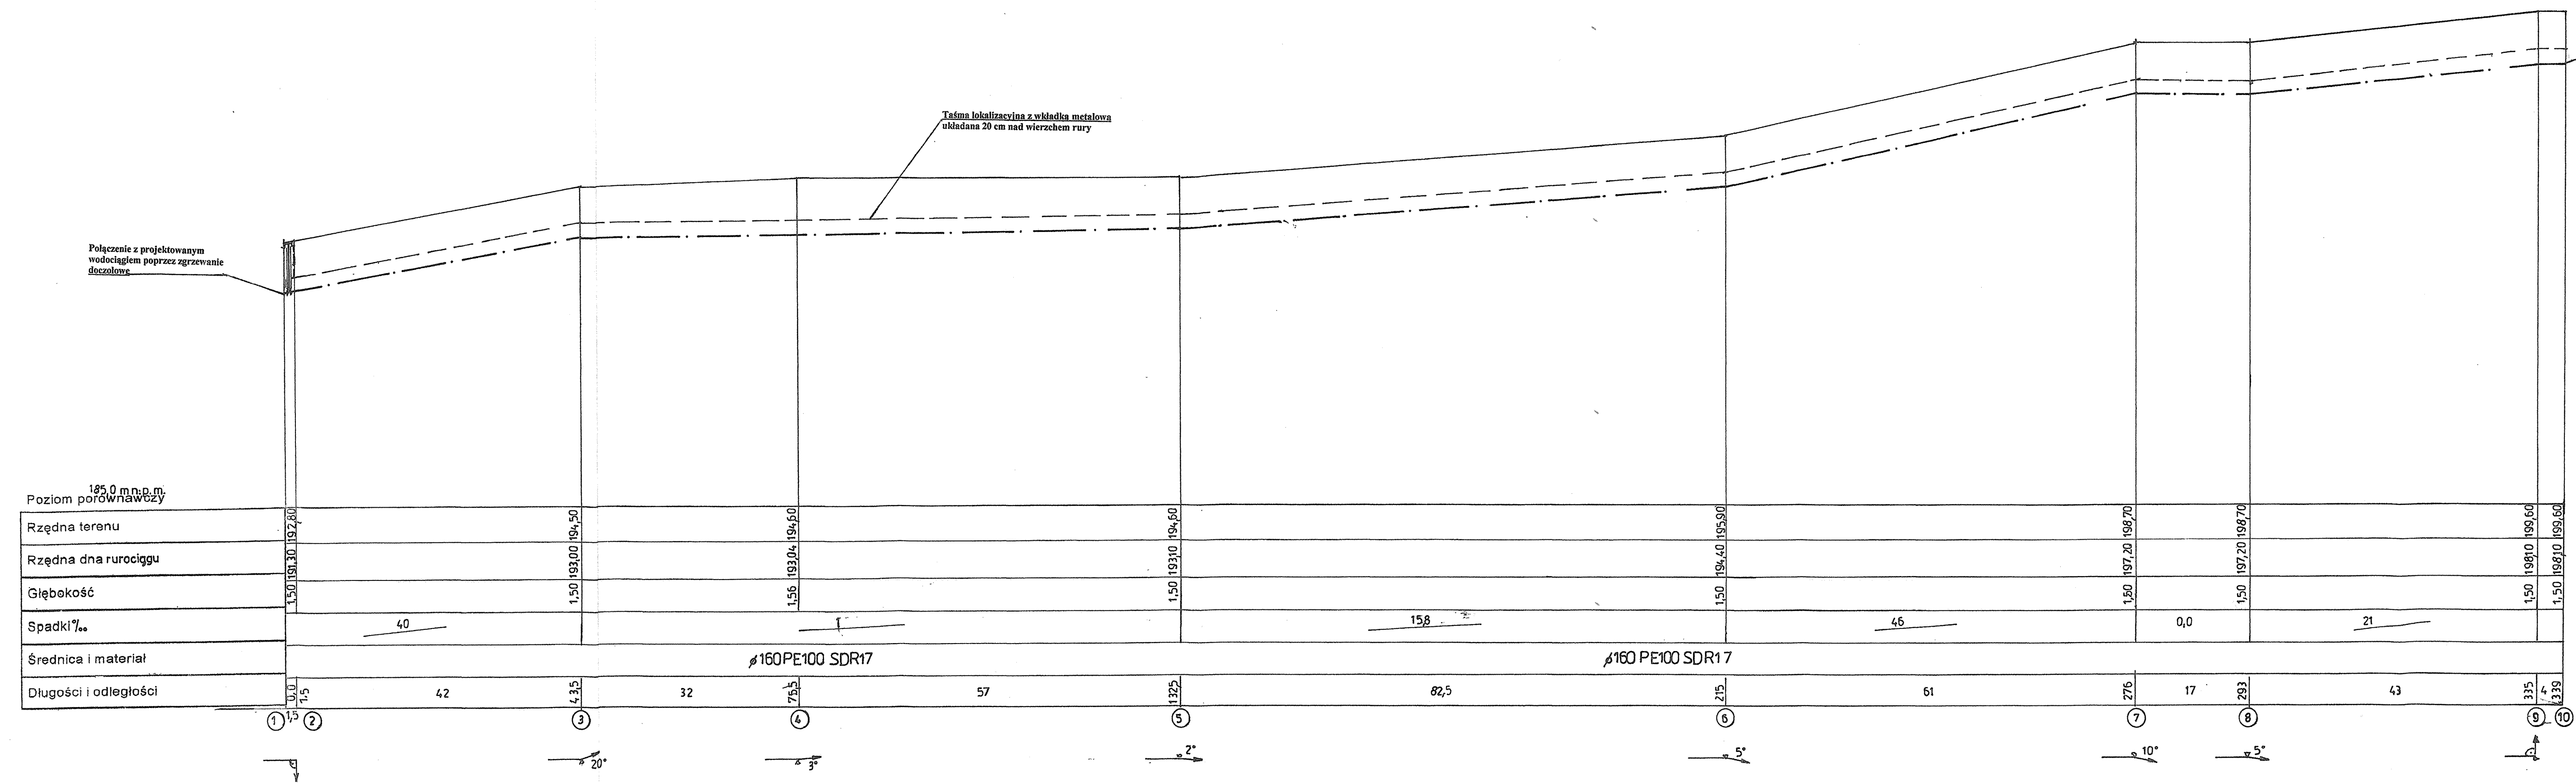 Taśma lokalizacyjna z wkładką metalową
układana 20 cm nad wierzchem rury
Połączenie z projektowanym
wodociągiem poprzez zgrzewanie
doczołowe
185,0 m n.p.m.
Poziom porównawczy
Rzędna terenu 192,80 194,50 194,60 194,60 195,90 198,70 198,70 199,60 199,60
Rzędna dna rurociągu 191,30 193,00 193,04 193,10 194,40 197,20 197,20 198,10 198,10
Głębokość 1,50 1,50 1,56 1,50 1,50 1,50 1,50 1,50 1,50
Spadki‰ 40 1 15,8 46 0,0 21
Średnica i materiał ø160 PE100 SDR17 ø160 PE100 SDR17
Długości i odległości 0,0 1,5 42 43,5 32 75,5 57 132,5 82,5 215 61 276 17 293 43 335 4 339
1 1,5 2 3 4 5 6 7 8 9 10
20° 3° 2° 5° 10° 5°